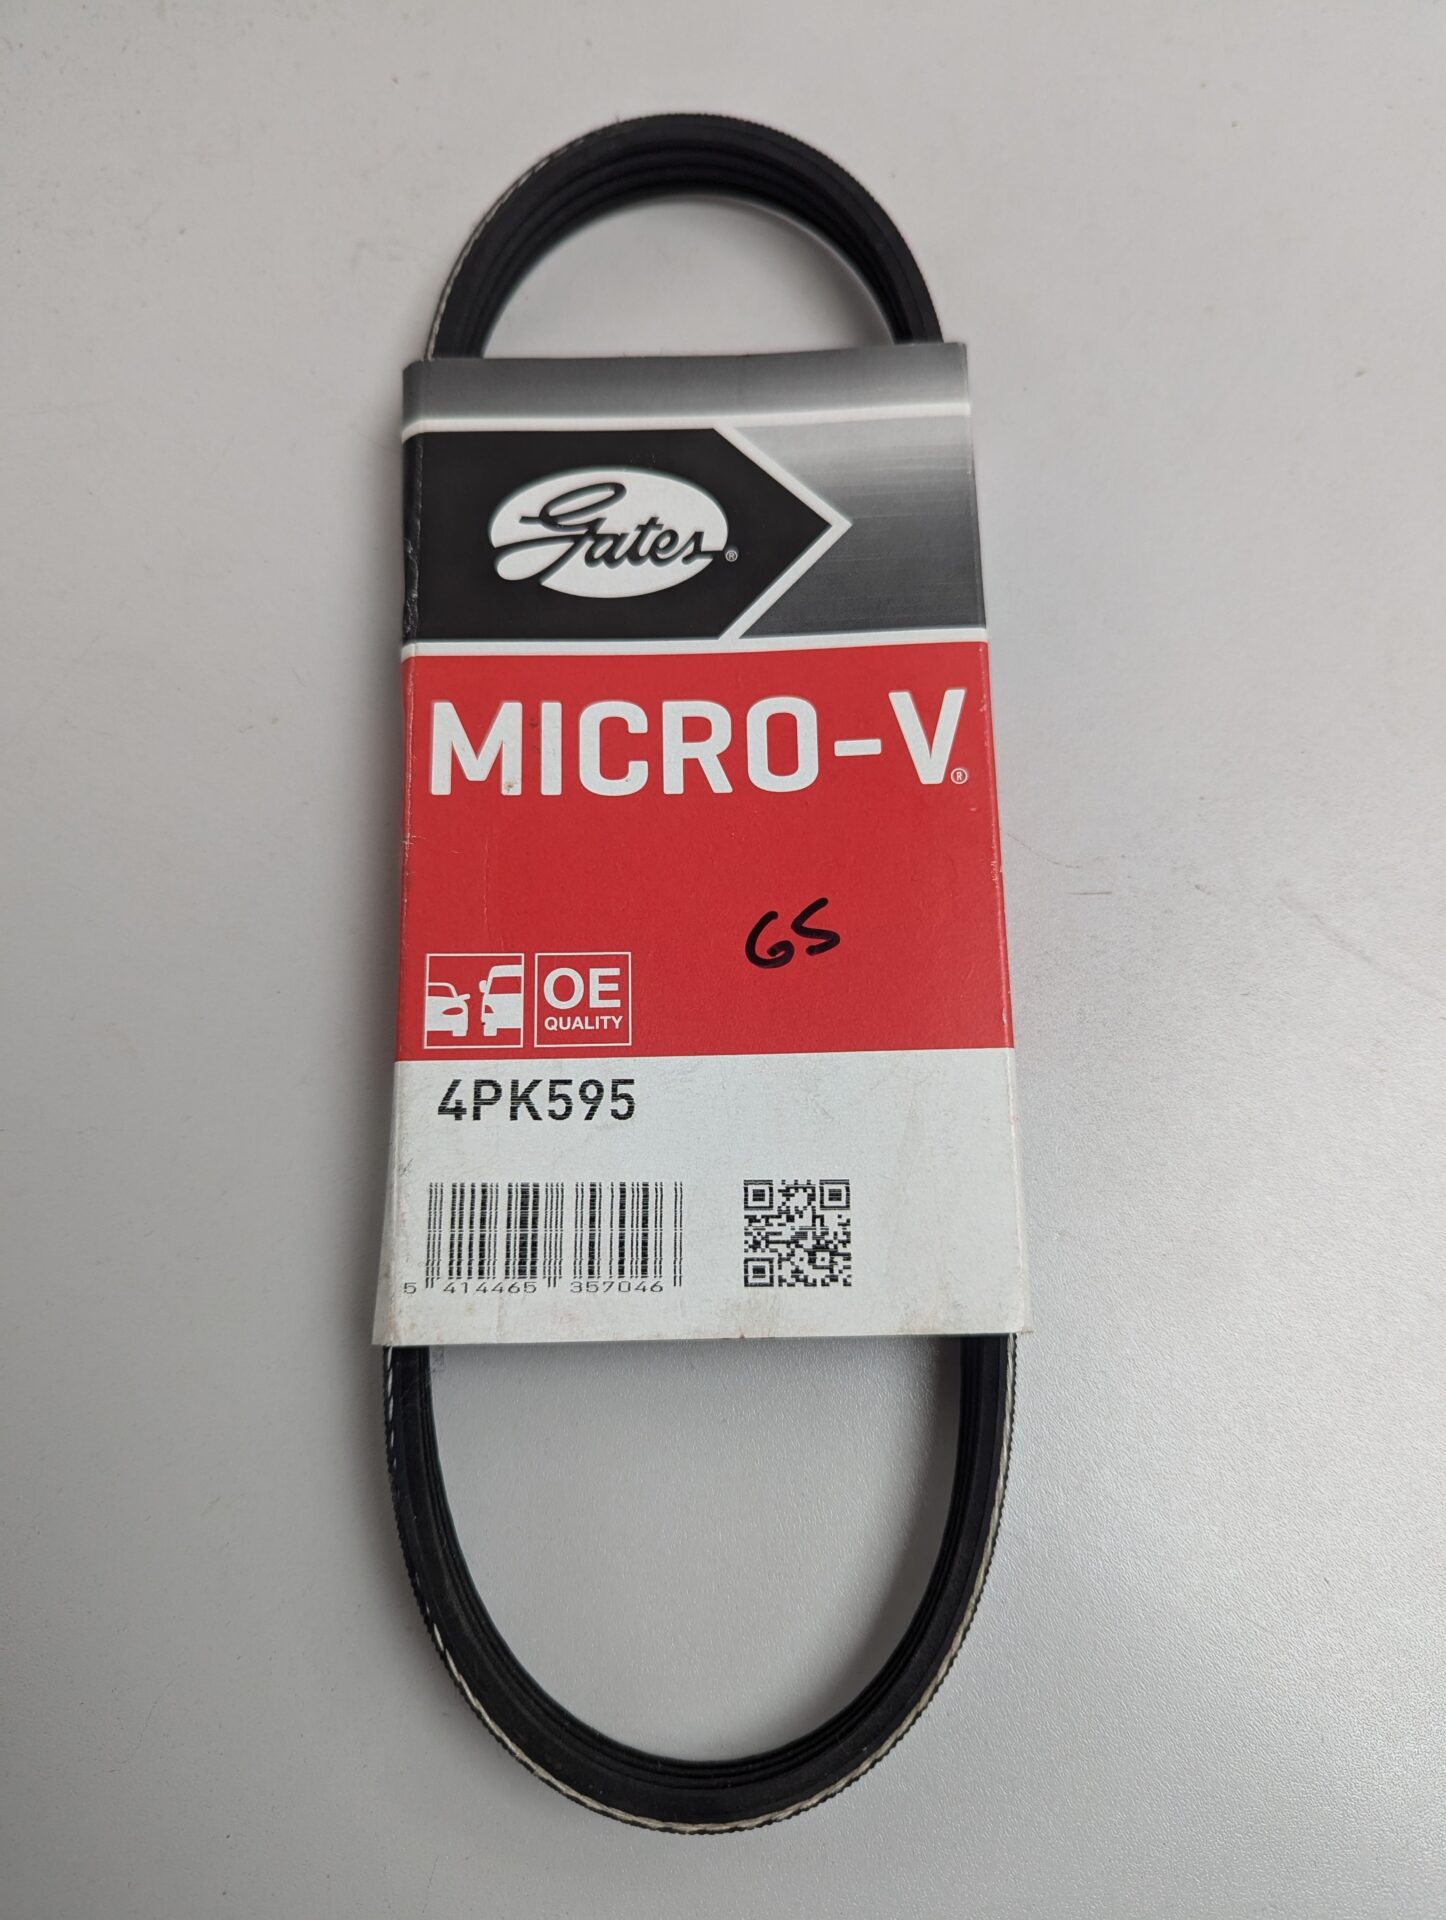 Gates®
MICRO-V®
GS
OE
QUALITY
4PK595
5 414465 357046